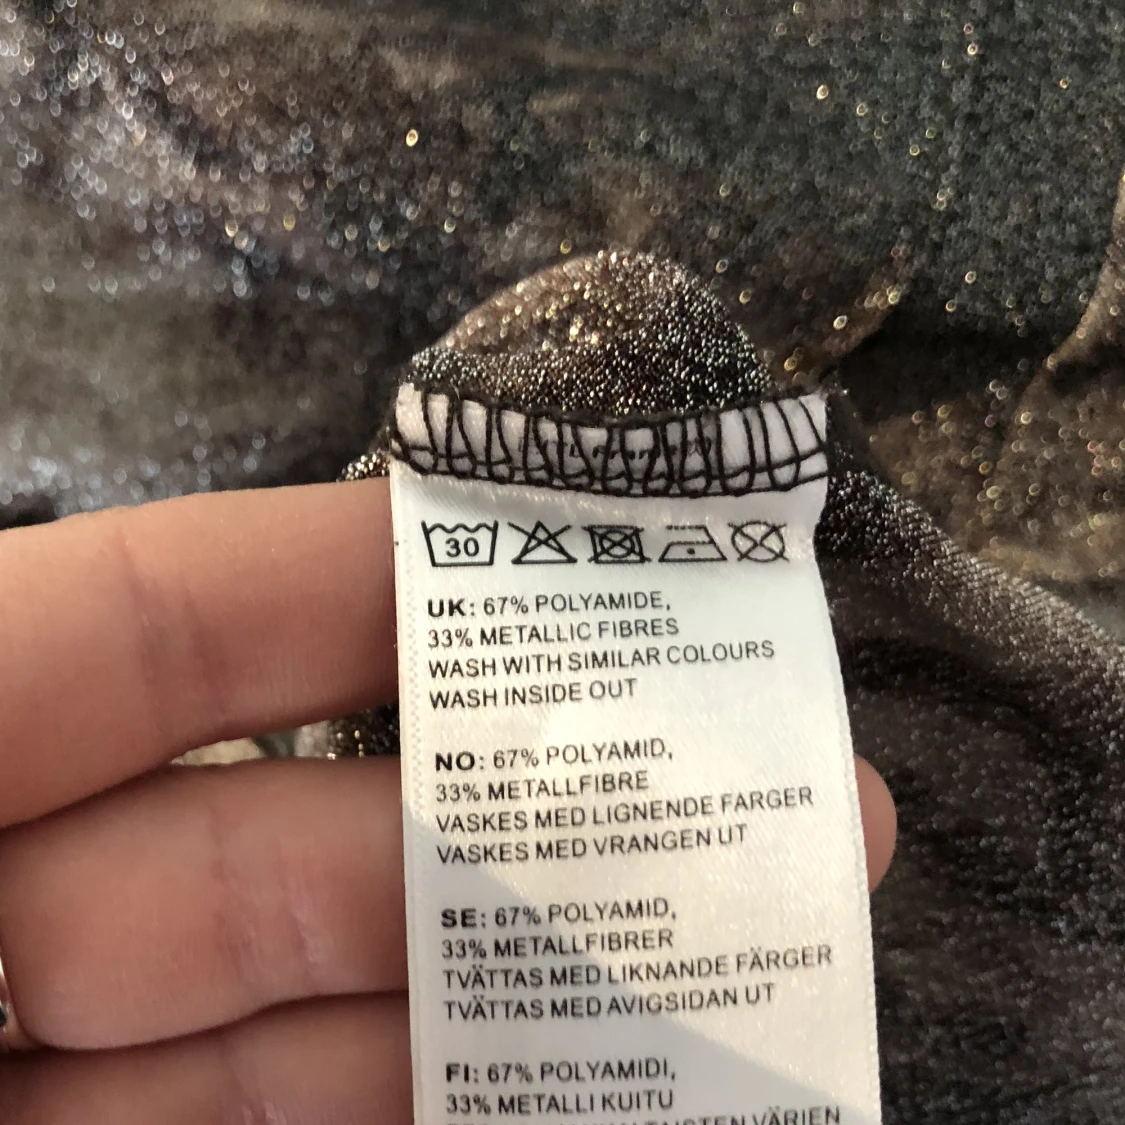 30
UK: 67% POLYAMIDE,
33% METALLIC FIBRES
WASH WITH SIMILAR COLOURS
WASH INSIDE OUT
NO: 67% POLYAMID,
33% METALLFIBRE
VASKES MED LIGNENDE FARGER
VASKES MED VRANGEN UT
SE: 67% POLYAMID,
33% METALLFIBRER
TVÄTTAS MED LIKNANDE FÄRGER
TVÄTTAS MED AVIGSIDAN UT
FI: 67% POLYAMIDI,
33% METALLI KUITU
VÄRIEN